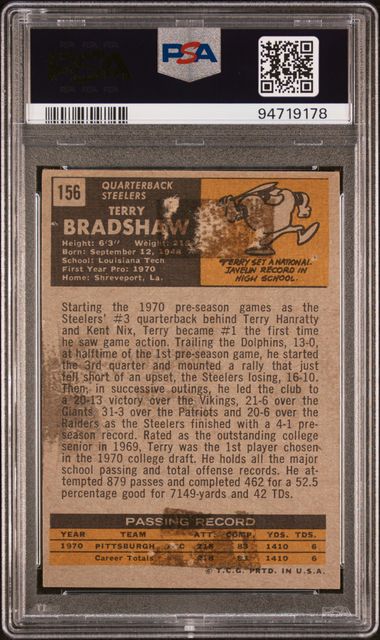 PSA
94719178
156
QUARTERBACK
STEELERS
TERRY
BRADSHAW
Height: 6'3" Weight: 218
Born: September 12, 1948
School: Louisiana Tech
First Year Pro: 1970
Home: Shreveport, La.
TERRY SET A NATIONAL
JAVELIN RECORD IN
HIGH SCHOOL.
Starting the 1970 pre-season games as the
Steelers' #3 quarterback behind Terry Hanratty
and Kent Nix, Terry became #1 the first time
he saw game action. Trailing the Dolphins, 13-0,
at halftime of the 1st pre-season game, he started
the 3rd quarter and mounted a rally that just
fell short of an upset, the Steelers losing, 16-10.
Then, in successive outings, he led the club to
a 20-13 victory over the Vikings, 21-6 over the
Giants, 31-3 over the Patriots and 20-6 over the
Raiders as the Steelers finished with a 4-1 pre-
season record. Rated as the outstanding college
senior in 1969, Terry was the 1st player chosen
in the 1970 college draft. He holds all the major
school passing and total offense records. He at-
tempted 879 passes and completed 462 for a 52.5
percentage good for 7149-yards and 42 TDs.
PASSING RECORD
YEAR TEAM ATT. COMP. YDS. TDS.
1970 PITTSBURGH 218 83 1410 6
Career Totals 218 83 1410 6
© T.C.G. PRTD. IN U.S.A.